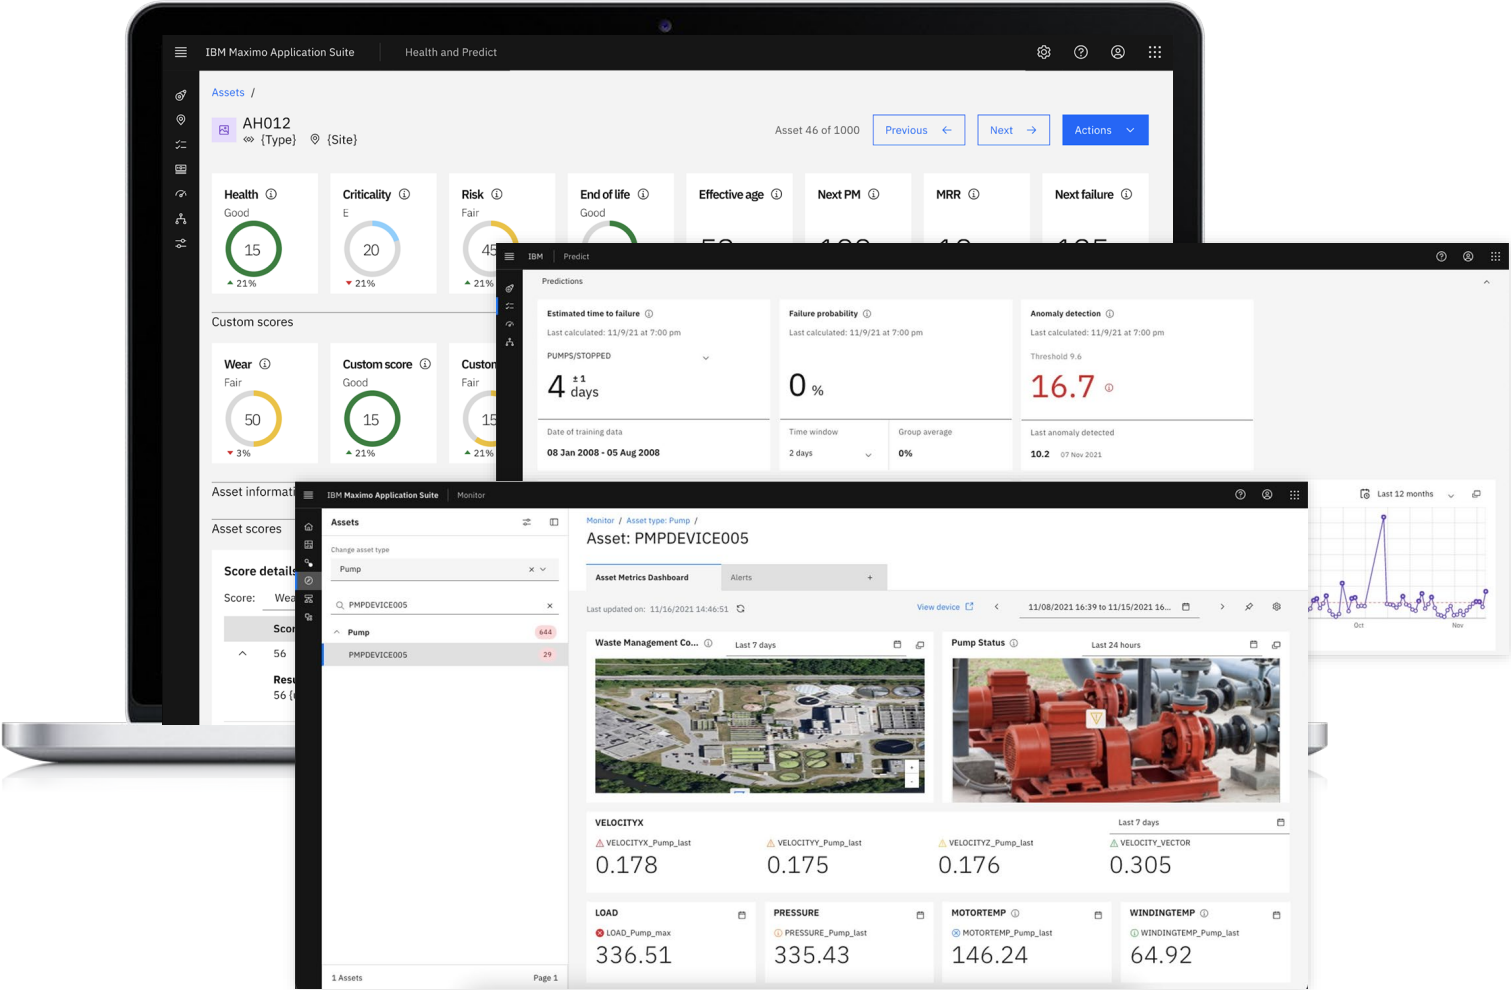 IBM Maximo Application Suite
Health and Predict
Assets /
AH012
{Type} {Site}
Asset 46 of 1000
Previous
Next
Actions
Health
Good
15
21%
Criticality
E
20
21%
Risk
Fair
45
21%
End of life
Good
Effective age
Next PM
MRR
Next failure
Custom scores
Wear
Fair
50
3%
Custom score
Good
15
21%
Custom
Fair
15
21%
Asset informati
Asset scores
Score details
Score: Wea
Scor
56
Resu
56
IBM Predict
Predictions
Estimated time to failure
Last calculated: 11/9/21 at 7:00 pm
PUMPS/STOPPED
4 ± 1 days
Date of training data
08 Jan 2008 - 05 Aug 2008
Failure probability
Last calculated: 11/9/21 at 7:00 pm
0 %
Time window
2 days
Group average
0%
Anomaly detection
Last calculated: 11/9/21 at 7:00 pm
Threshold 9.6
16.7
Last anomaly detected
10.2 07 Nov 2021
Last 12 months
Oct
Nov
IBM Maximo Application Suite
Monitor
Assets
Change asset type
Pump
PMPDEVICE005
Pump 644
PMPDEVICE005 29
1 Assets
Page 1
Monitor / Asset type: Pump /
Asset: PMPDEVICE005
Asset Metrics Dashboard
Alerts +
Last updated on: 11/16/2021 14:46:51
View device
11/08/2021 16:39 to 11/15/2021 16...
Waste Management Co...
Last 7 days
Pump Status
Last 24 hours
VELOCITYX
Last 7 days
VELOCITYX_Pump_last
0.178
VELOCITYY_Pump_last
0.175
VELOCITYZ_Pump_last
0.176
VELOCITY_VECTOR
0.305
LOAD
LOAD_Pump_max
336.51
PRESSURE
PRESSURE_Pump_last
335.43
MOTORTEMP
MOTORTEMP_Pump_last
146.24
WINDINGTEMP
WINDINGTEMP_Pump_last
64.92